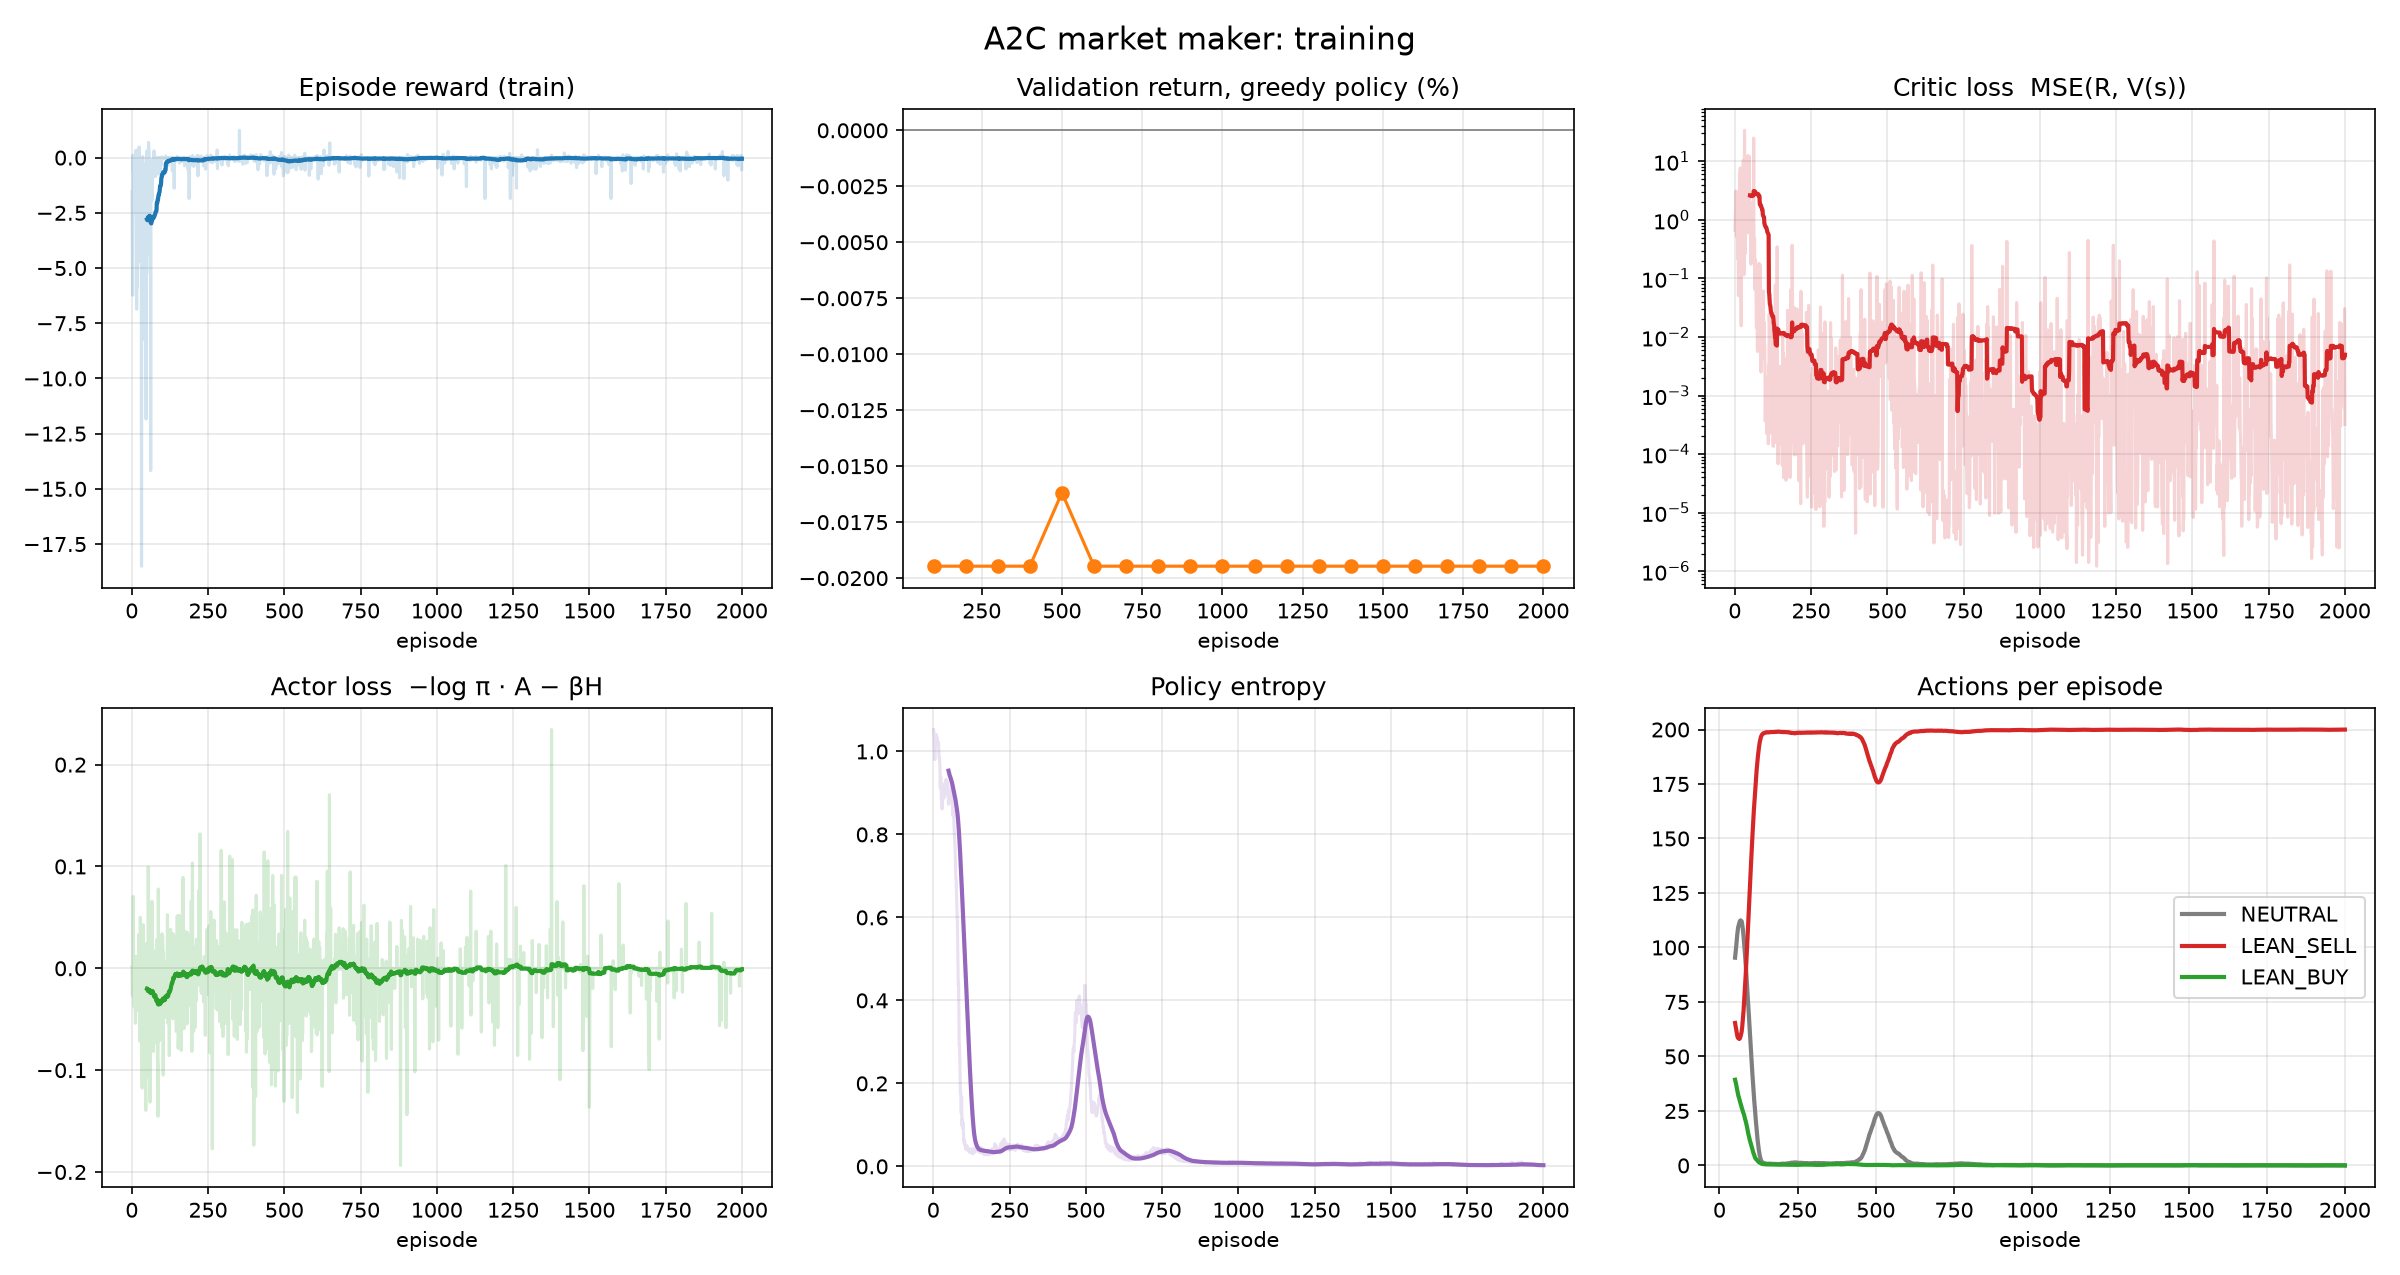 A2C market maker: training
Episode reward (train)
0.0
−2.5
−5.0
−7.5
−10.0
−12.5
−15.0
−17.5
0 250 500 750 1000 1250 1500 1750 2000
episode
Validation return, greedy policy (%)
0.0000
−0.0025
−0.0050
−0.0075
−0.0100
−0.0125
−0.0150
−0.0175
−0.0200
250 500 750 1000 1250 1500 1750 2000
episode
Critic loss MSE(R, V(s))
10¹
10⁰
10⁻¹
10⁻²
10⁻³
10⁻⁴
10⁻⁵
10⁻⁶
0 250 500 750 1000 1250 1500 1750 2000
episode
Actor loss −log π · A − βH
0.2
0.1
0.0
−0.1
−0.2
0 250 500 750 1000 1250 1500 1750 2000
episode
Policy entropy
1.0
0.8
0.6
0.4
0.2
0.0
0 250 500 750 1000 1250 1500 1750 2000
episode
Actions per episode
200
175
150
125
100
75
50
25
0
NEUTRAL
LEAN_SELL
LEAN_BUY
0 250 500 750 1000 1250 1500 1750 2000
episode